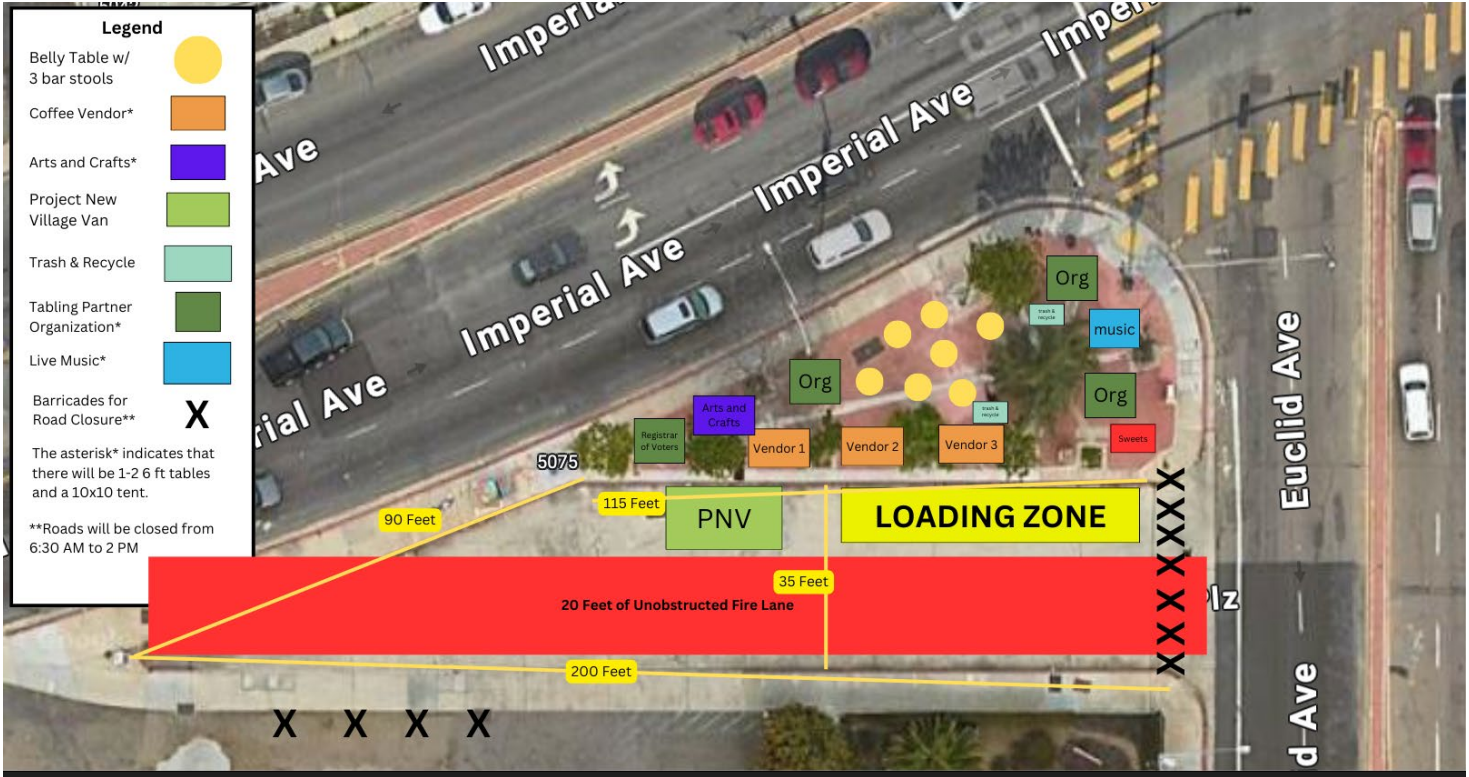 Legend
Belly Table w/
3 bar stools
Coffee Vendor*
Arts and Crafts*
Project New
Village Van
Trash & Recycle
Tabling Partner
Organization*
Live Music*
Barricades for
Road Closure**
X
The asterisk* indicates that
there will be 1-2 6 ft tables
and a 10x10 tent.
**Roads will be closed from
6:30 AM to 2 PM
Imperial Ave
Imperial Ave
Ave
rial Ave
Euclid Ave
d Ave
Plz
5075
Org
trash &
recycle
music
Org
Org
trash &
recycle
Sweets
Arts and
Crafts
Registrar
of Voters
Vendor 1
Vendor 2
Vendor 3
90 Feet
115 Feet
PNV
LOADING ZONE
35 Feet
20 Feet of Unobstructed Fire Lane
200 Feet
X
X
X
X
X
X
X
X X X X